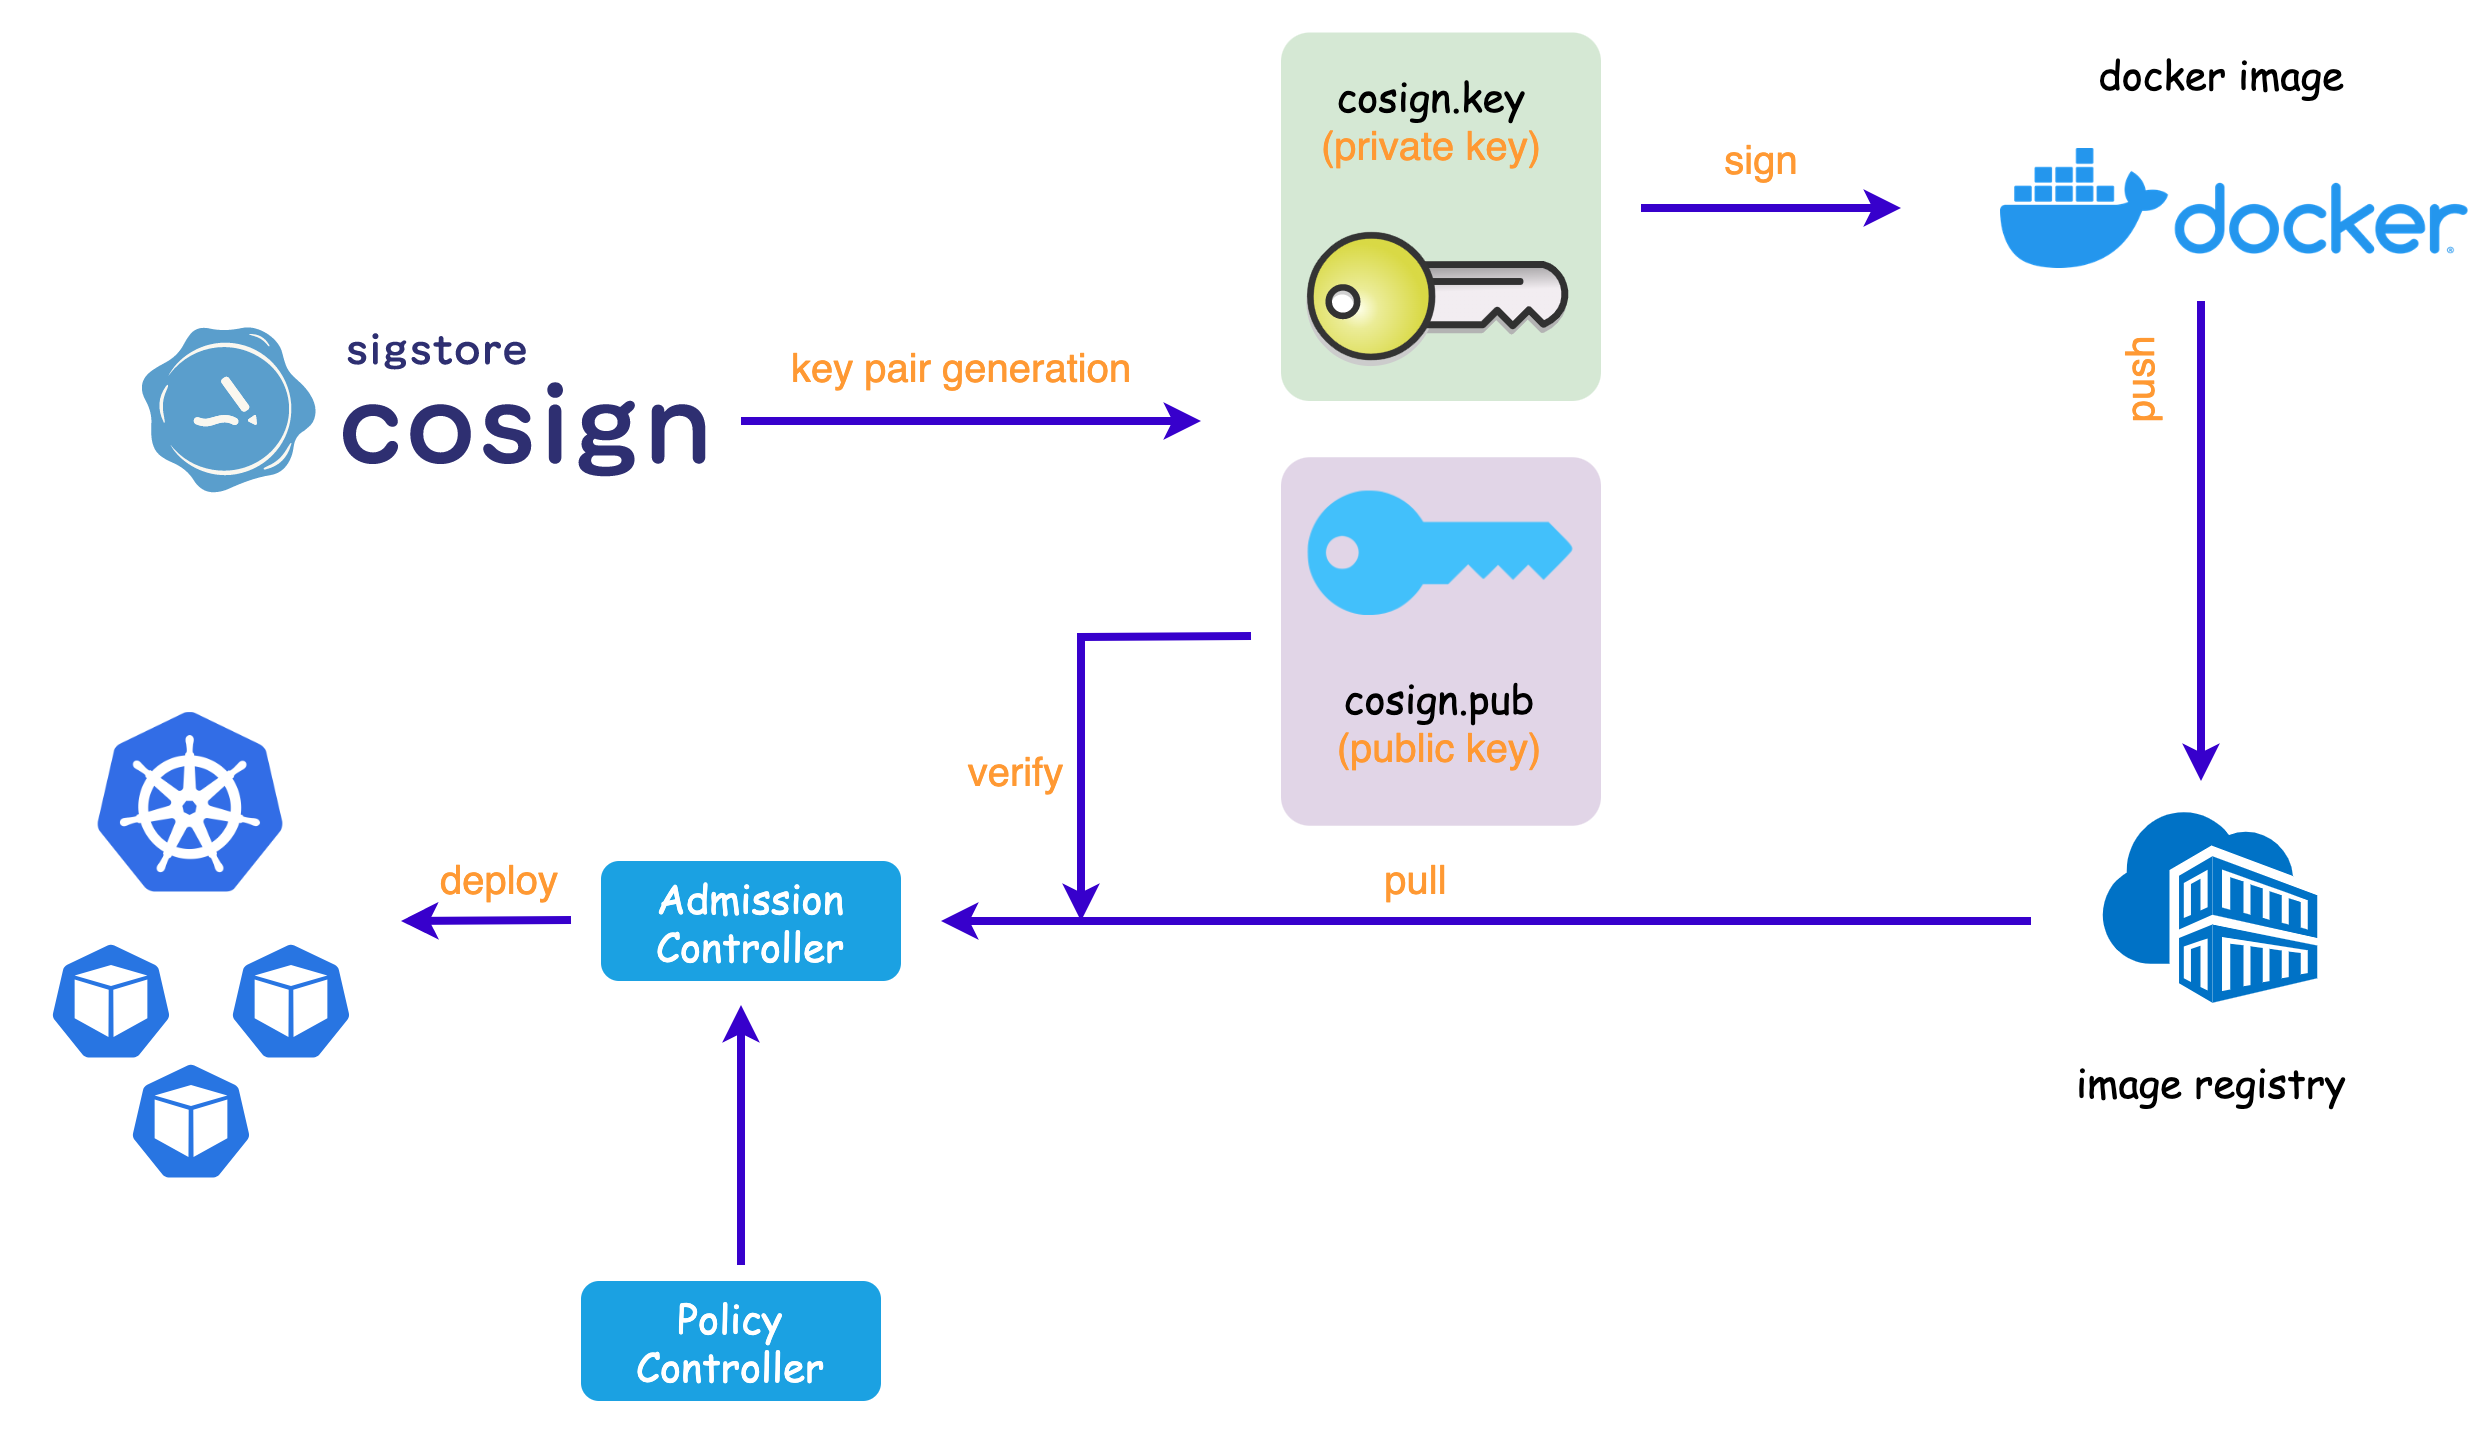 docker image
cosign.key
(private key)
sign
docker
sigstore
cosign
key pair generation
push
cosign.pub
(public key)
verify
deploy
Admission
Controller
pull
image registry
Policy
Controller